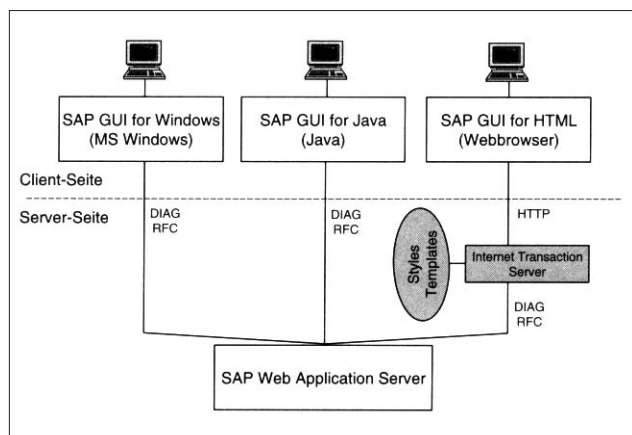 SAP GUI for Windows
(MS Windows)
SAP GUI for Java
(Java)
SAP GUI for HTML
(Webbrowser)
Client-Seite
Server-Seite
DIAG
RFC
DIAG
RFC
HTTP
Styles
Templates
Internet Transaction
Server
DIAG
RFC
SAP Web Application Server